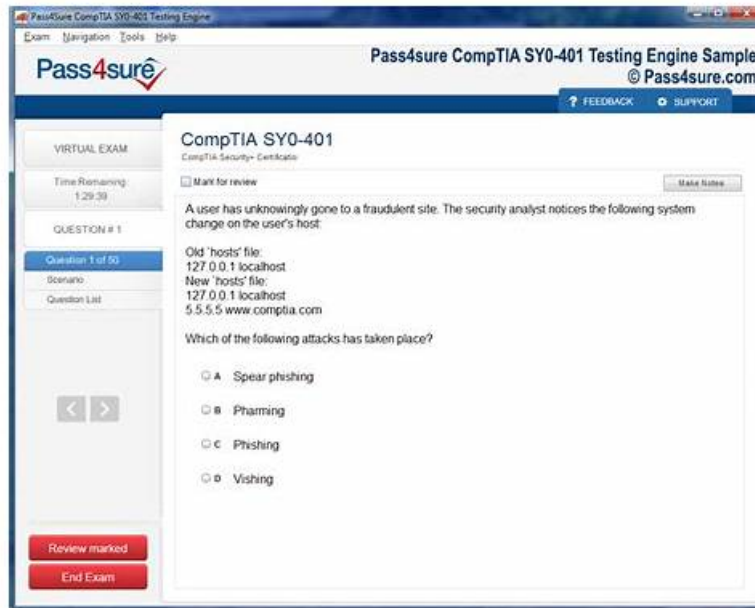 Pass4Sure CompTIA SY0-401 Testing Engine
Exam Navigation Tools Help
Pass4sure
Pass4sure CompTIA SY0-401 Testing Engine Sample
© Pass4sure.com
? FEEDBACK SUPPORT
VIRTUAL EXAM
Time Remaining
1:29:39
QUESTION # 1
Question 1 of 50
Scenario
Question List
Review marked
End Exam
CompTIA SY0-401
CompTIA Security+ Certificatio
Mark for review
Make Notes
A user has unknowingly gone to a fraudulent site. The security analyst notices the following system
change on the user's host:
Old `hosts' file:
127.0.0.1 localhost
New `hosts' file:
127.0.0.1 localhost
5.5.5.5 www.comptia.com
Which of the following attacks has taken place?
A Spear phishing
B Pharming
C Phishing
D Vishing